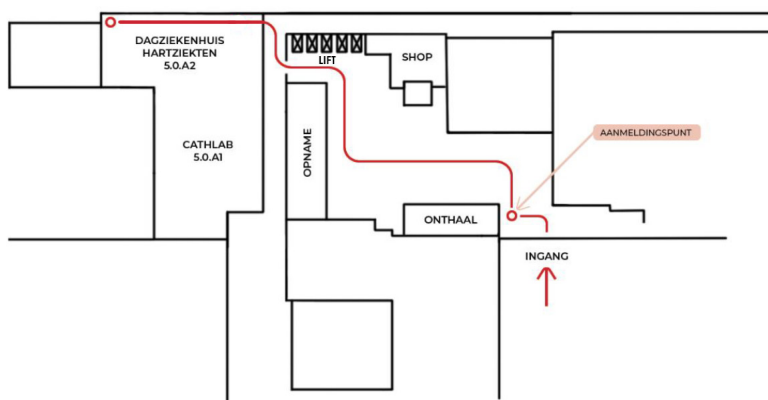 DAGZIEKENHUIS
HARTZIEKTEN
5.0.A2
LIFT
SHOP
AANMELDINGSPUNT
CATHLAB
5.0.A1
OPNAME
ONTHAAL
INGANG